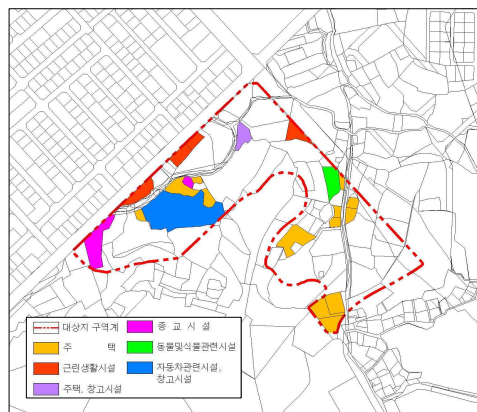 대상지 구역계
주 택
근린생활시설
주택, 창고시설
종 교 시 설
동물및식물관련시설
자동차관련시설,
창고시설